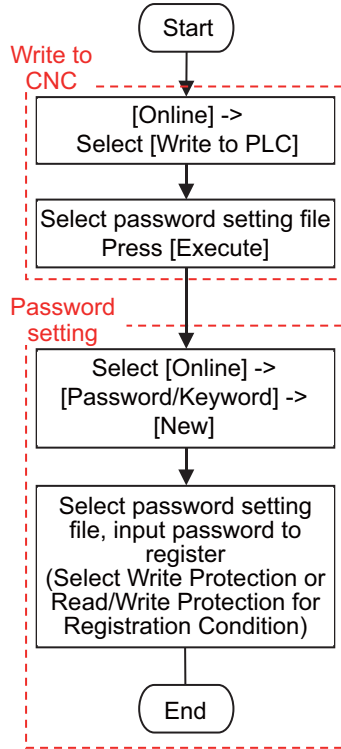 Start
Write to
CNC
[Online] ->
Select [Write to PLC]
Select password setting file
Press [Execute]
Password
setting
Select [Online] ->
[Password/Keyword] ->
[New]
Select password setting
file, input password to
register
(Select Write Protection or
Read/Write Protection for
Registration Condition)
End